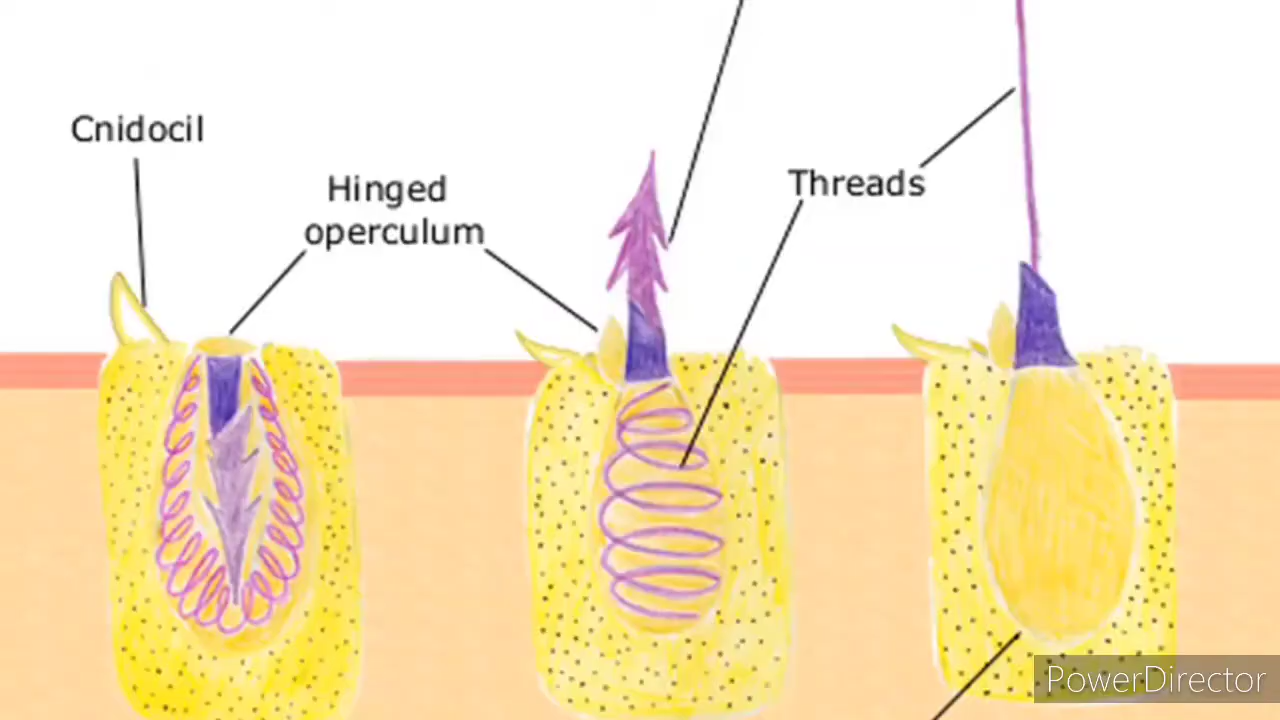 Cnidocil
Hinged
operculum
Threads
PowerDirector